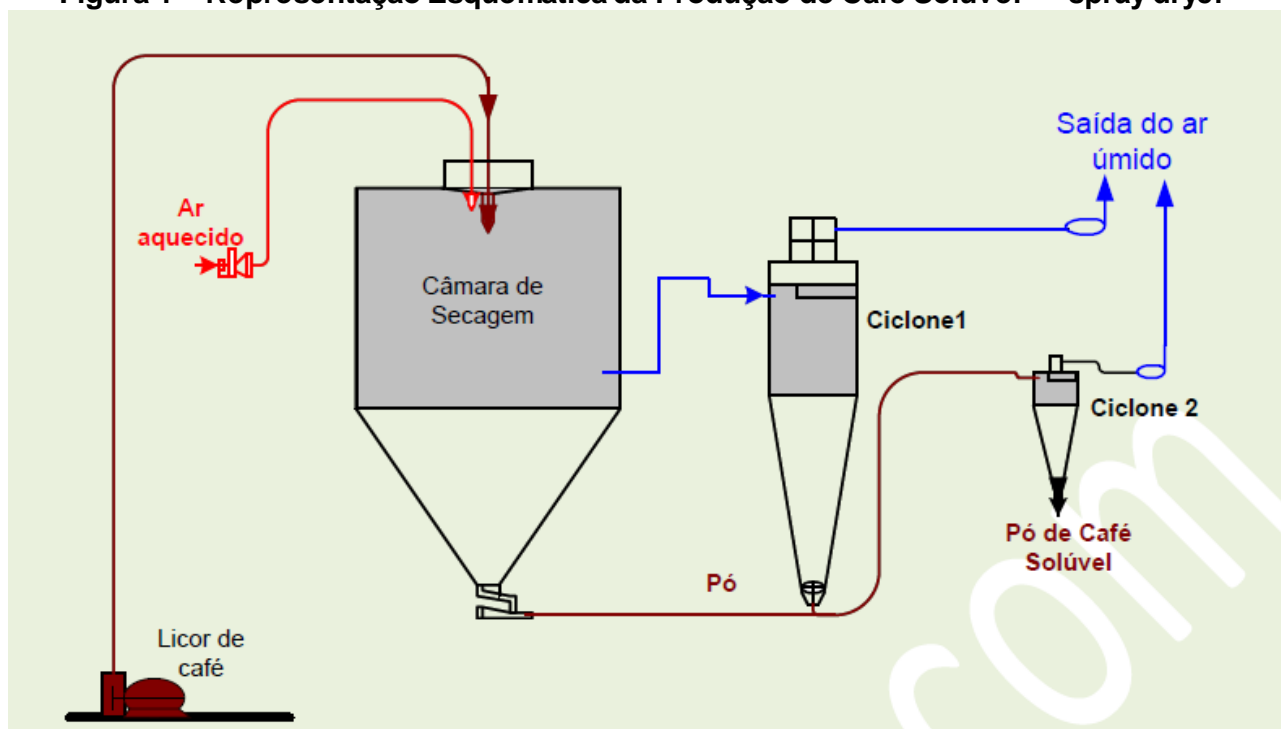 Saída do ar
úmido
Ar
aquecido
Câmara de
Secagem
Ciclone1
Ciclone 2
Pó de Café
Solúvel
Pó
Licor de
café
com